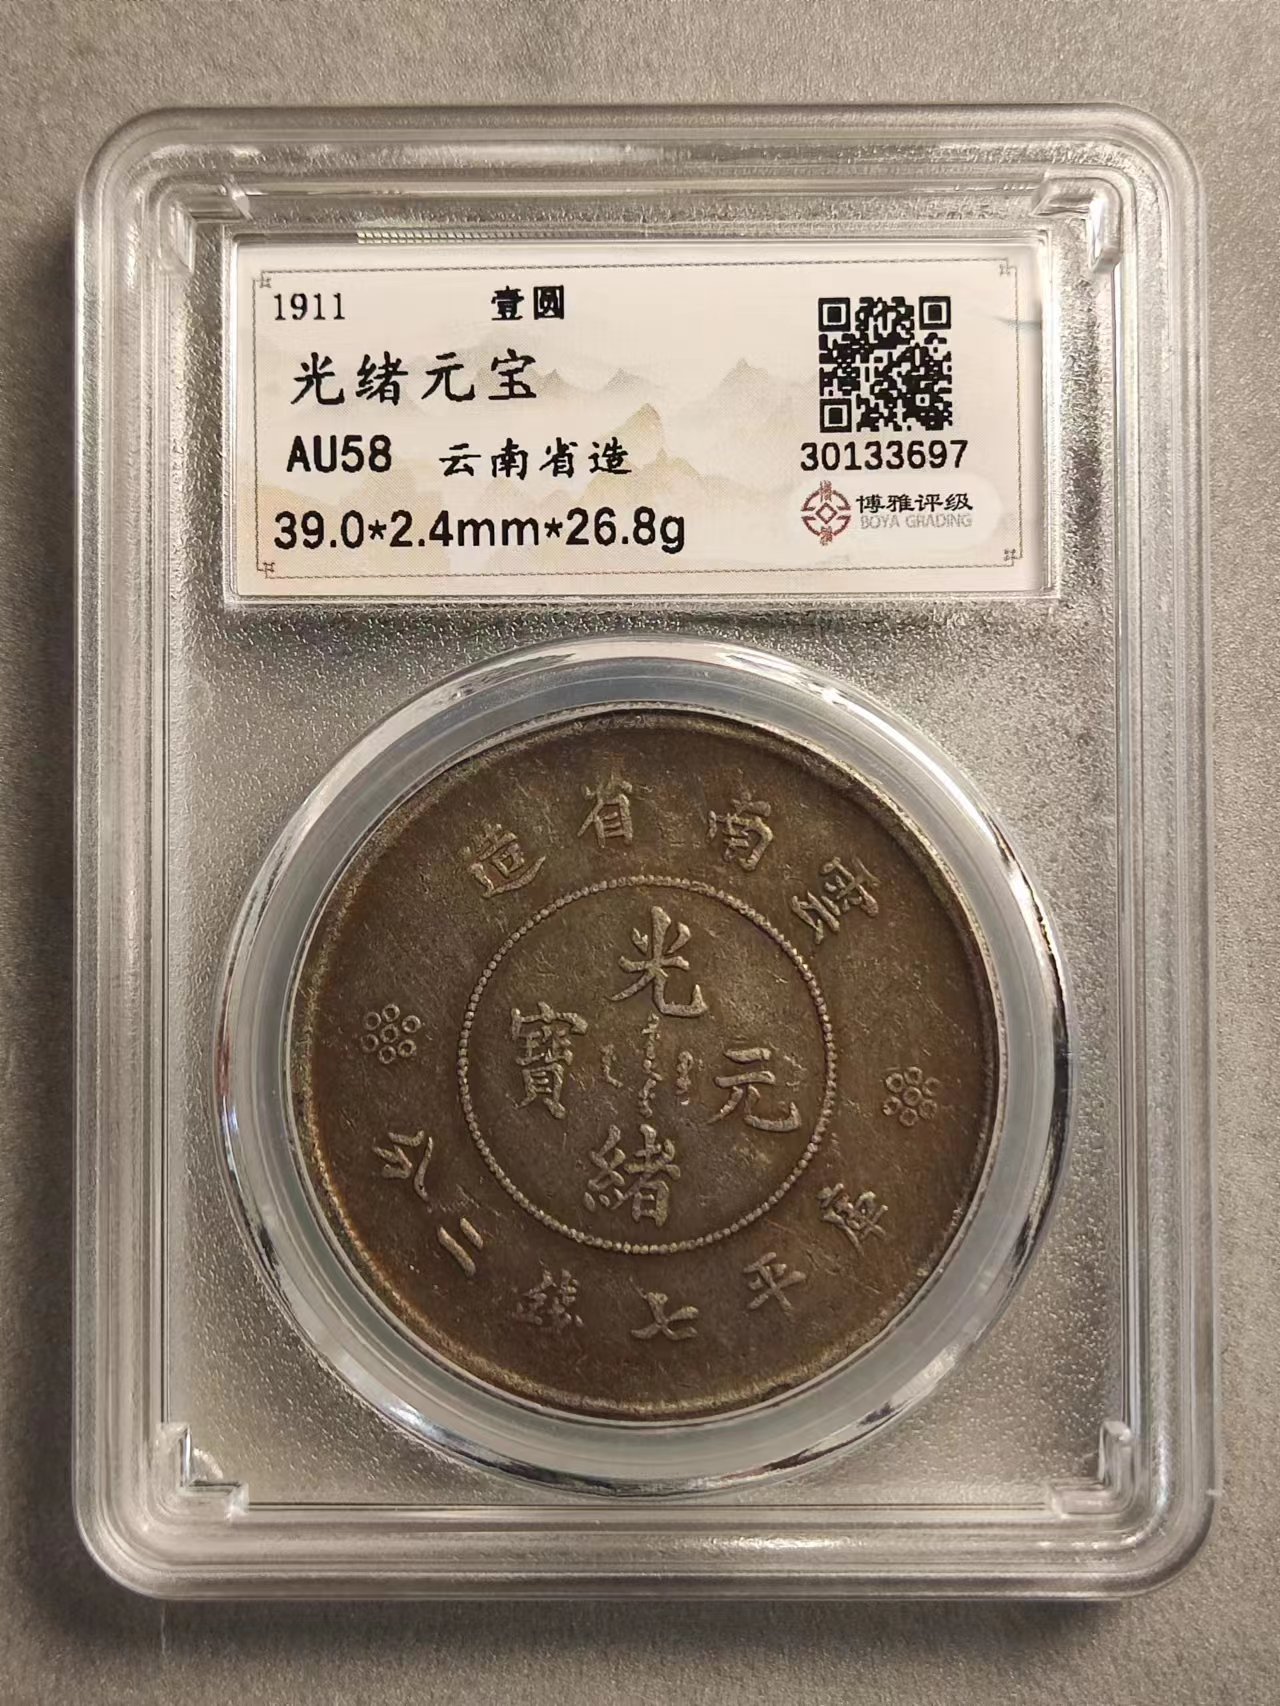 1911 壹圆
光绪元宝
AU58 云南省造
39.0*2.4mm*26.8g
30133697
博雅评级
BOYA GRADING
造省南雲
光
寶元
緒
庫平七錢二分